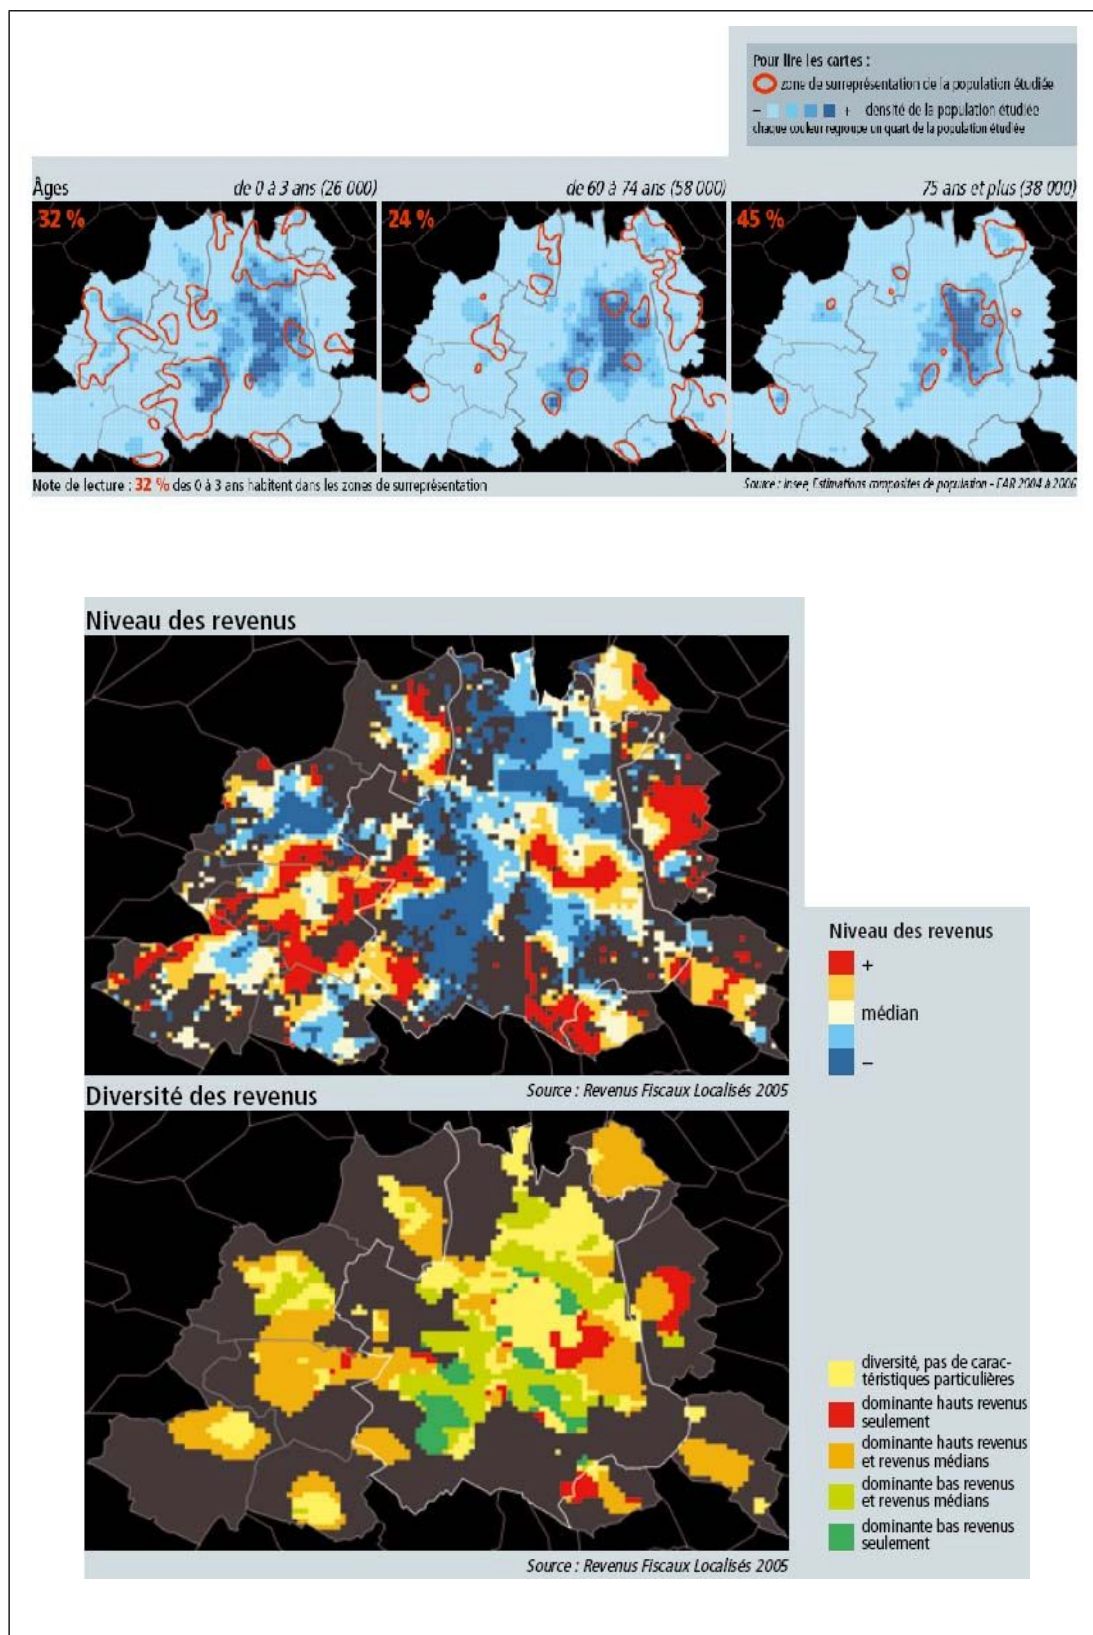 Pour lire les cartes :
zone de surreprésentation de la population étudiée
– + densité de la population étudiée
chaque couleur regroupe un quart de la population étudiée
Âges
de 0 à 3 ans (26 000)
de 60 à 74 ans (58 000)
75 ans et plus (38 000)
32 %
24 %
45 %
Note de lecture : 32 % des 0 à 3 ans habitent dans les zones de surreprésentation
Source : Insee, Estimations composites de population - EAR 2004 à 2006
Niveau des revenus
Source : Revenus Fiscaux Localisés 2005
Niveau des revenus
+
médian
–
Diversité des revenus
diversité, pas de carac-
téristiques particulières
dominante hauts revenus
seulement
dominante hauts revenus
et revenus médians
dominante bas revenus
et revenus médians
dominante bas revenus
seulement
Source : Revenus Fiscaux Localisés 2005